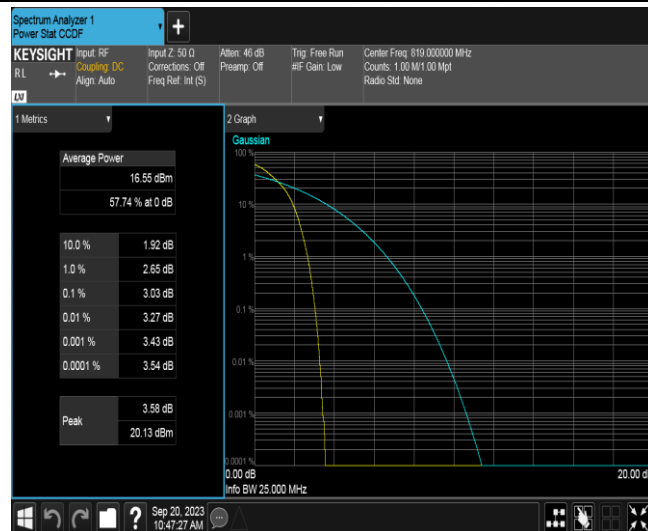 Spectrum Analyzer 1
Power Stat CCDF
+
KEYSIGHT
RL
LXI
Input: RF
Coupling: DC
Align: Auto
Input Z: 50 Ω
Corrections: Off
Freq Ref: Int (S)
Atten: 46 dB
Preamp: Off
Trig: Free Run
#IF Gain: Low
Center Freq: 819.000000 MHz
Counts: 1.00 M/1.00 Mpt
Radio Std: None
1 Metrics
Average Power
16.55 dBm
57.74 % at 0 dB
10.0 % 1.92 dB
1.0 % 2.65 dB
0.1 % 3.03 dB
0.01 % 3.27 dB
0.001 % 3.43 dB
0.0001 % 3.54 dB
Peak
3.58 dB
20.13 dBm
2 Graph
Gaussian
100 %
10 %
1 %
0.1 %
0.01 %
0.001 %
0.0001 %
0.00 dB
20.00 d
Info BW 25.000 MHz
?
Sep 20, 2023
10:47:27 AM